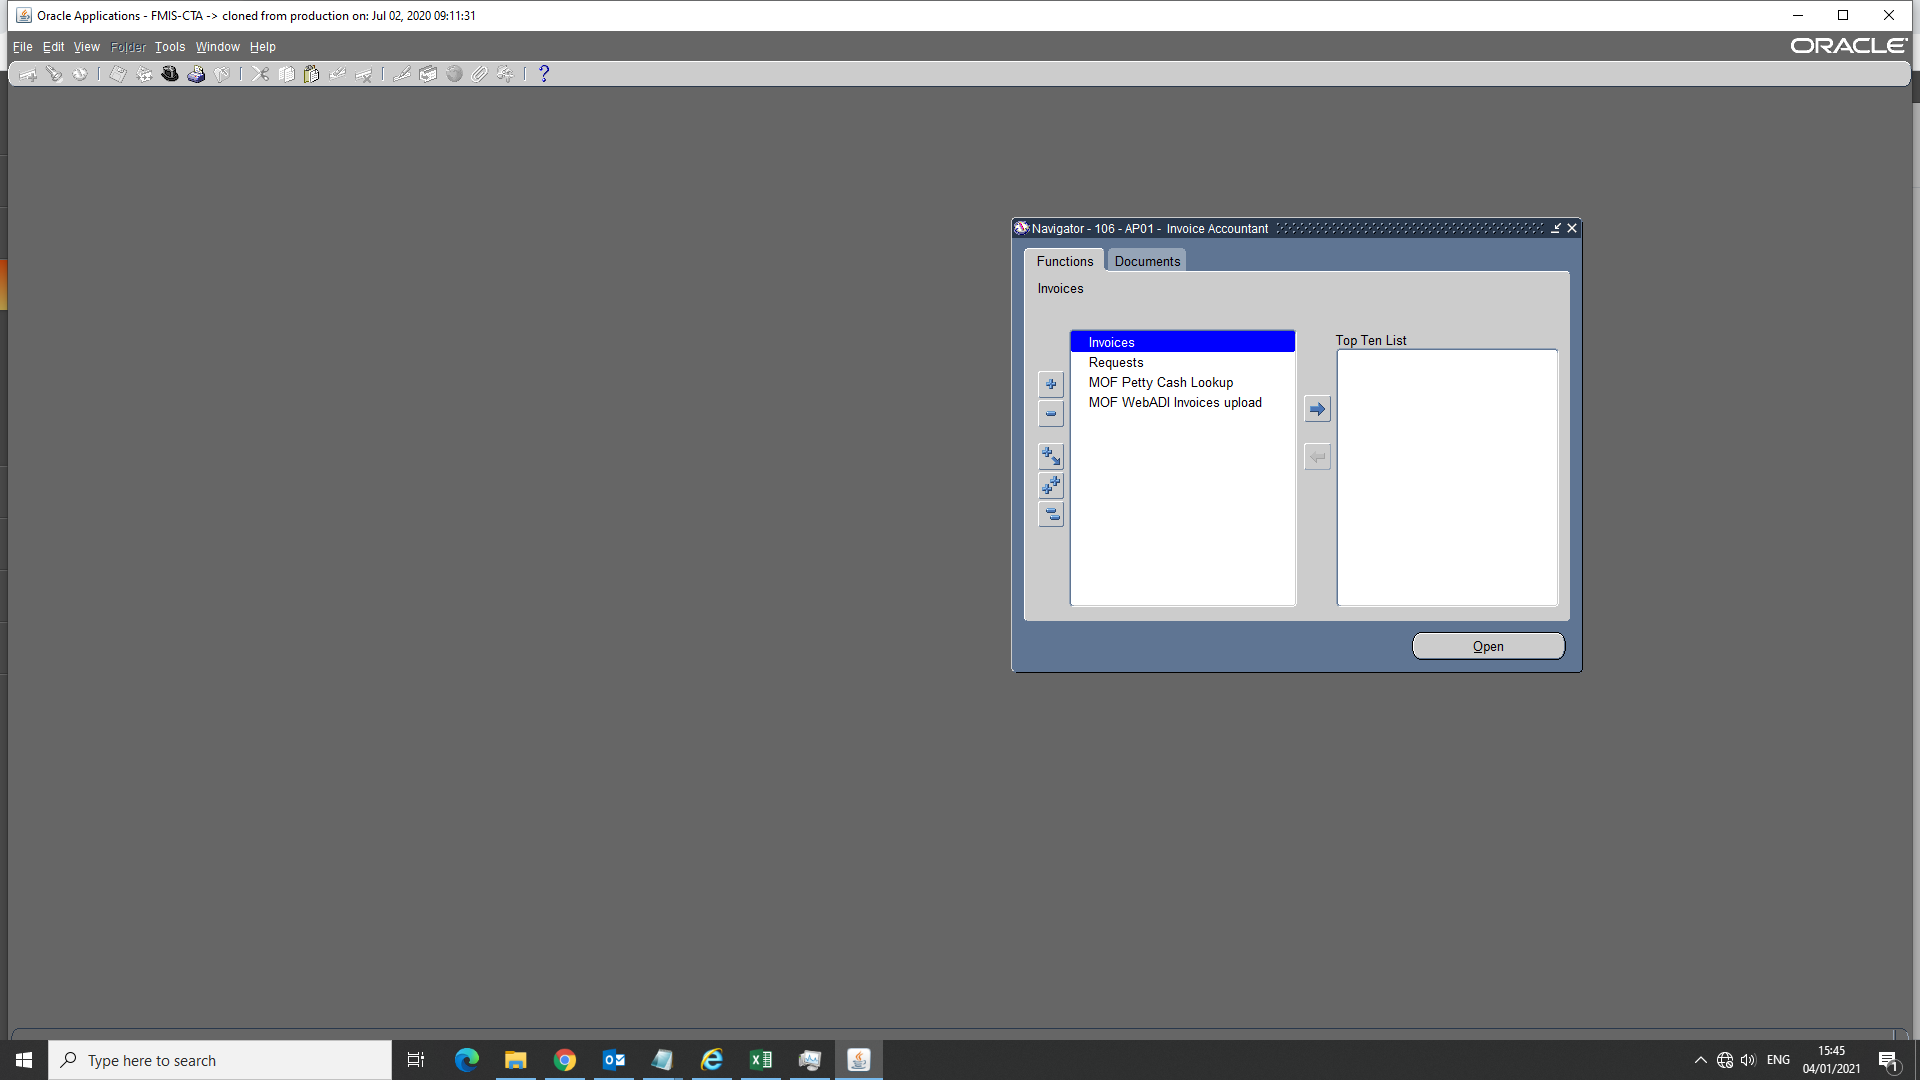 Oracle Applications - FMIS-CTA -> cloned from production on: Jul 02, 2020 09:11:31
File Edit View Folder Tools Window Help
ORACLE
Navigator - 106 - AP01 - Invoice Accountant
Functions Documents
Invoices
Top Ten List
Invoices
Requests
MOF Petty Cash Lookup
MOF WebADI Invoices upload
Open
Type here to search
ENG
15:45
04/01/2021
1